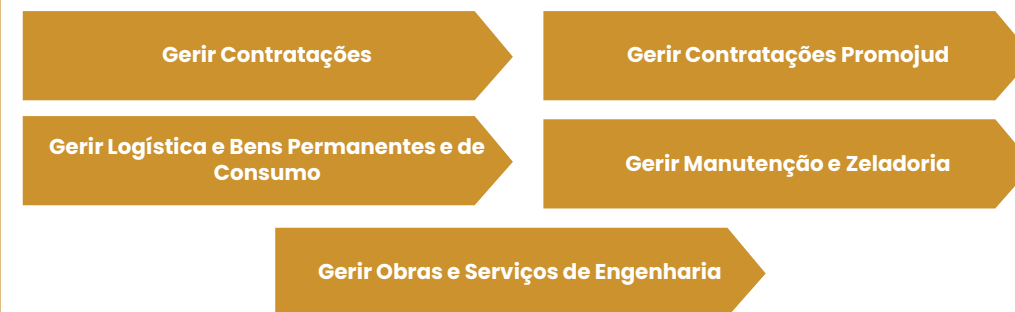 Gerir Contratações
Gerir Contratações Promojud
Gerir Logística e Bens Permanentes e de
Consumo
Gerir Manutenção e Zeladoria
Gerir Obras e Serviços de Engenharia